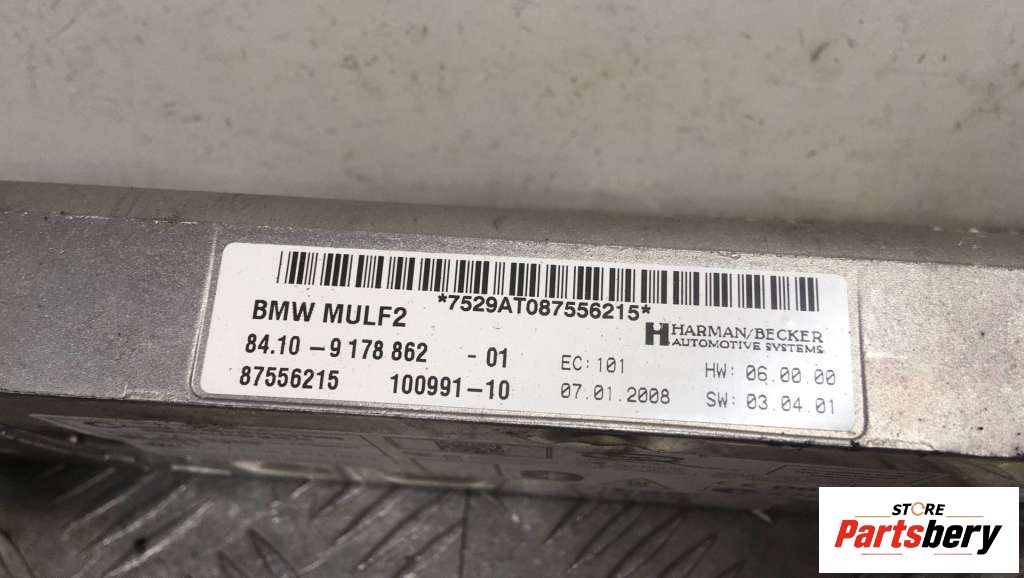 *7529AT087556215*
BMW MULF2
HARMAN/BECKER
AUTOMOTIVE SYSTEMS
84.10 - 9 178 862 - 01 EC: 101 HW: 06.00.00
87556215 100991-10 07.01.2008 SW: 03.04.01
STORE
Partsbery